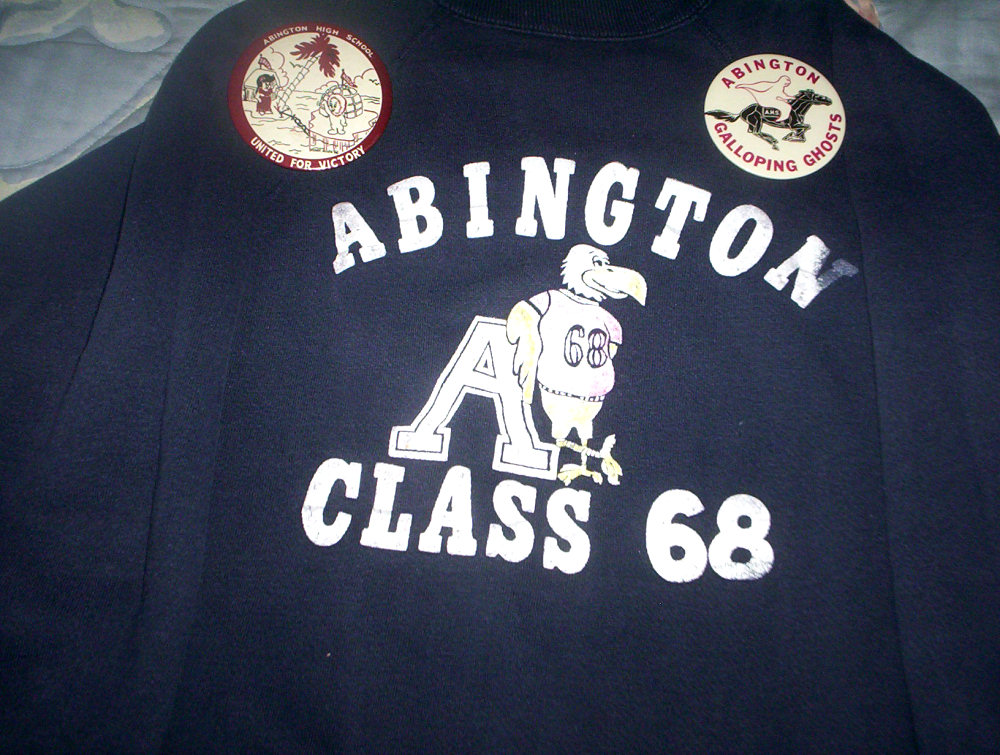 ABINGTON HIGH SCHOOL
UNITED FOR VICTORY
ABINGTON
A.H.S.
GALLOPING GHOSTS
ABINGTON
68
A
CLASS 68